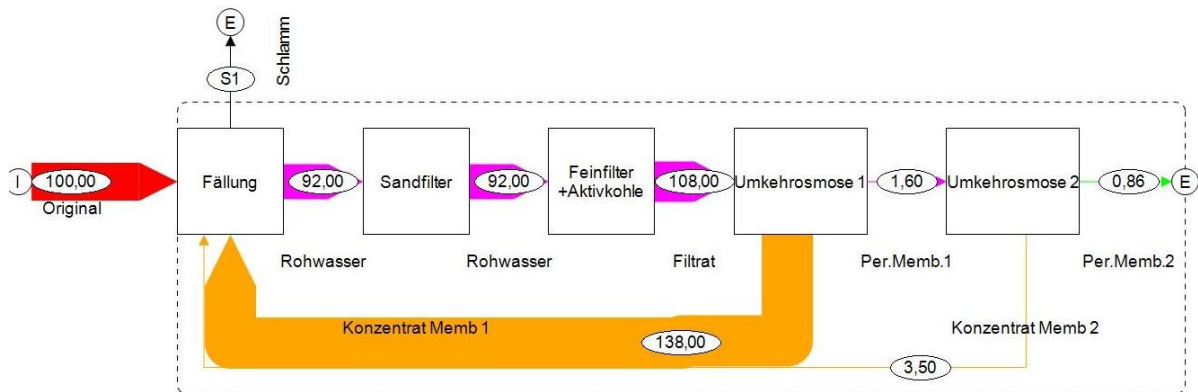 E
S1
Schlamm
I
100,00
Original
Fällung
92,00
Sandfilter
92,00
Feinfilter
+Aktivkohle
108,00
Umkehrosmose 1
1,60
Umkehrosmose 2
0,86
E
Rohwasser
Rohwasser
Filtrat
Per.Memb.1
Per.Memb.2
Konzentrat Memb 1
138,00
Konzentrat Memb 2
3,50